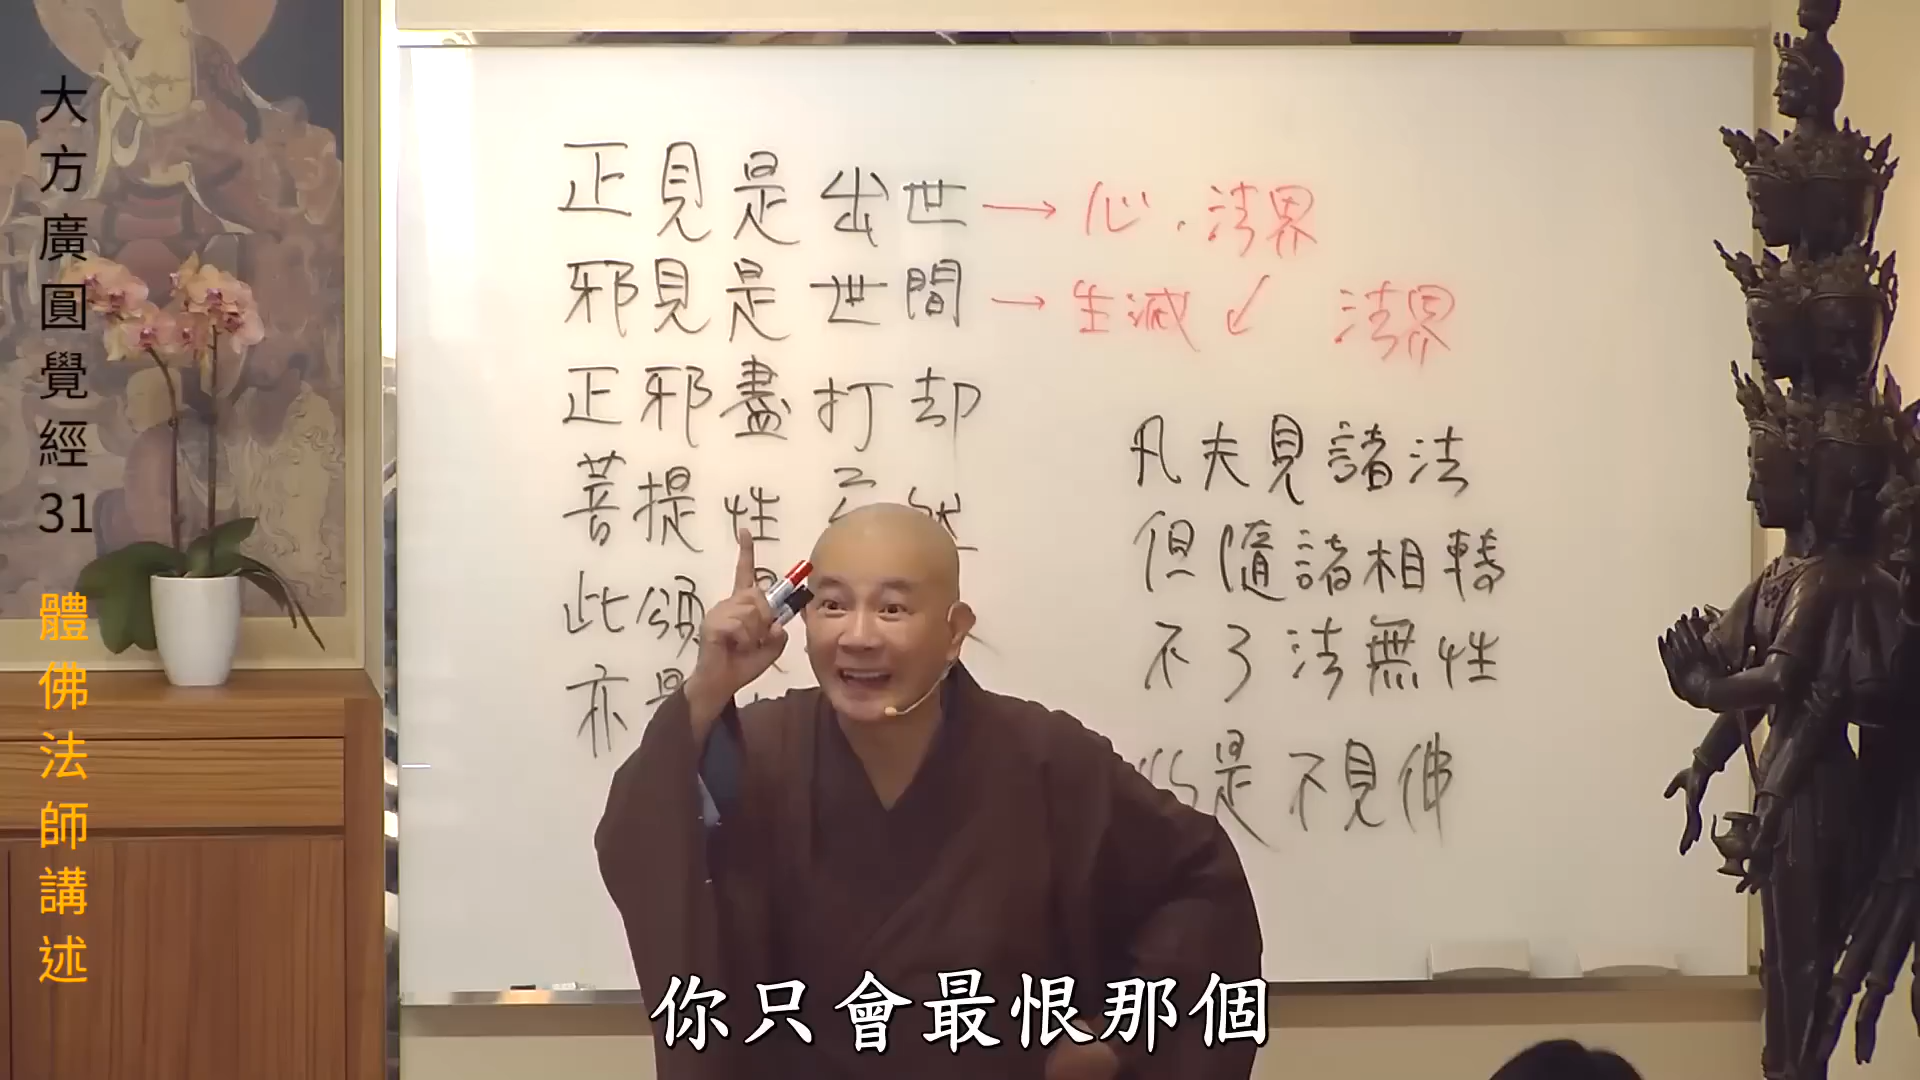 大方廣圓覺經31
體佛法師講述
正見是出世→心．法界
邪見是世間→生滅↙ 法界
正邪盡打却
菩提性
此頌
亦是
凡夫見諸法
但隨諸相轉
不了法無性
是不見佛
你只會最恨那個